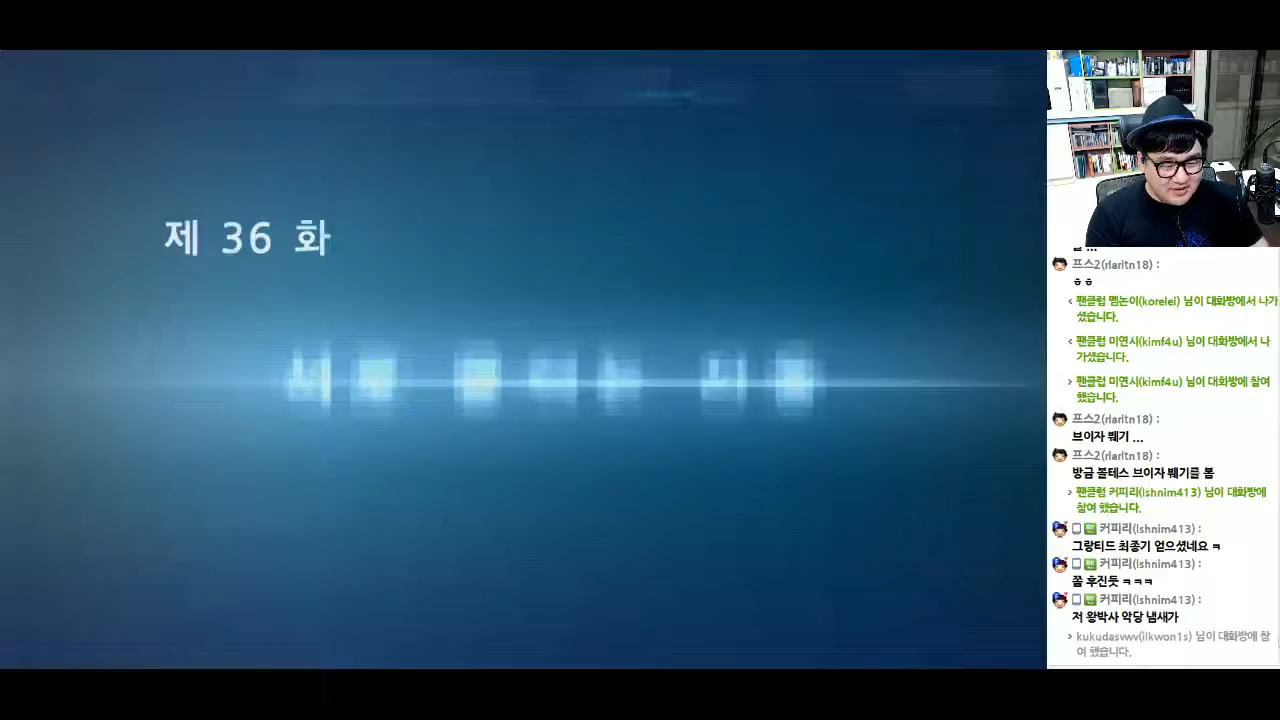 제 36 화
프스2(rlarltn18) :
ㅎㅎ
팬클럽 멤논이(korelei) 님이 대화방에서 나가
셨습니다.
팬클럽 미연시(kimf4u) 님이 대화방에서 나
가셨습니다.
팬클럽 미연시(kimf4u) 님이 대화방에 참여
했습니다.
프스2(rlarltn18) :
브이자 붸기 ...
프스2(rlarltn18) :
방금 볼테스 브이자 붸기를 봄
팬클럽 커피리(lshnim413) 님이 대화방에
참여 했습니다.
팬 커피리(lshnim413) :
그랑티드 최종기 얻으셨네요 ㅋ
팬 커피리(lshnim413) :
쫌 후진듯 ㅋㅋㅋ
팬 커피리(lshnim413) :
저 왕박사 악당 냄새가
kukudasvwv(ilkwon1s) 님이 대화방에 참
여 했습니다.